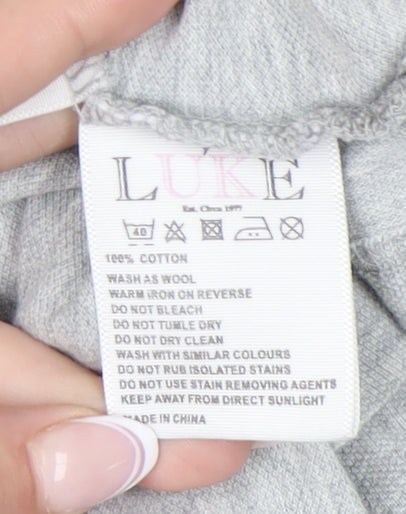 LUKE
Est. Circa 1977
40
100% COTTON
WASH AS WOOL
WARM IRON ON REVERSE
DO NOT BLEACH
DO NOT TUMLE DRY
DO NOT DRY CLEAN
WASH WITH SIMILAR COLOURS
DO NOT RUB ISOLATED STAINS
DO NOT USE STAIN REMOVING AGENTS
KEEP AWAY FROM DIRECT SUNLIGHT
MADE IN CHINA